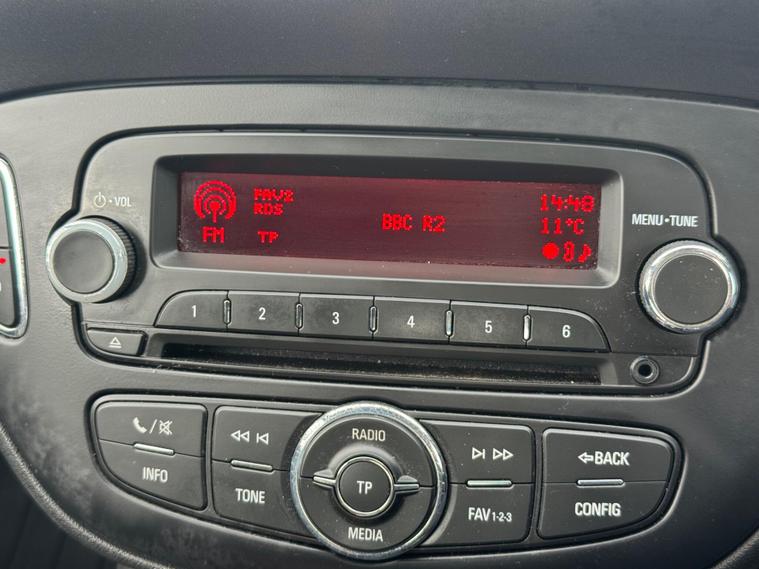 VOL
FAV2
RDS
FM
TP
BBC R2
14:48
11°C
MENU•TUNE
1
2
3
4
5
6
INFO
TONE
RADIO
TP
MEDIA
FAV1-2-3
BACK
CONFIG